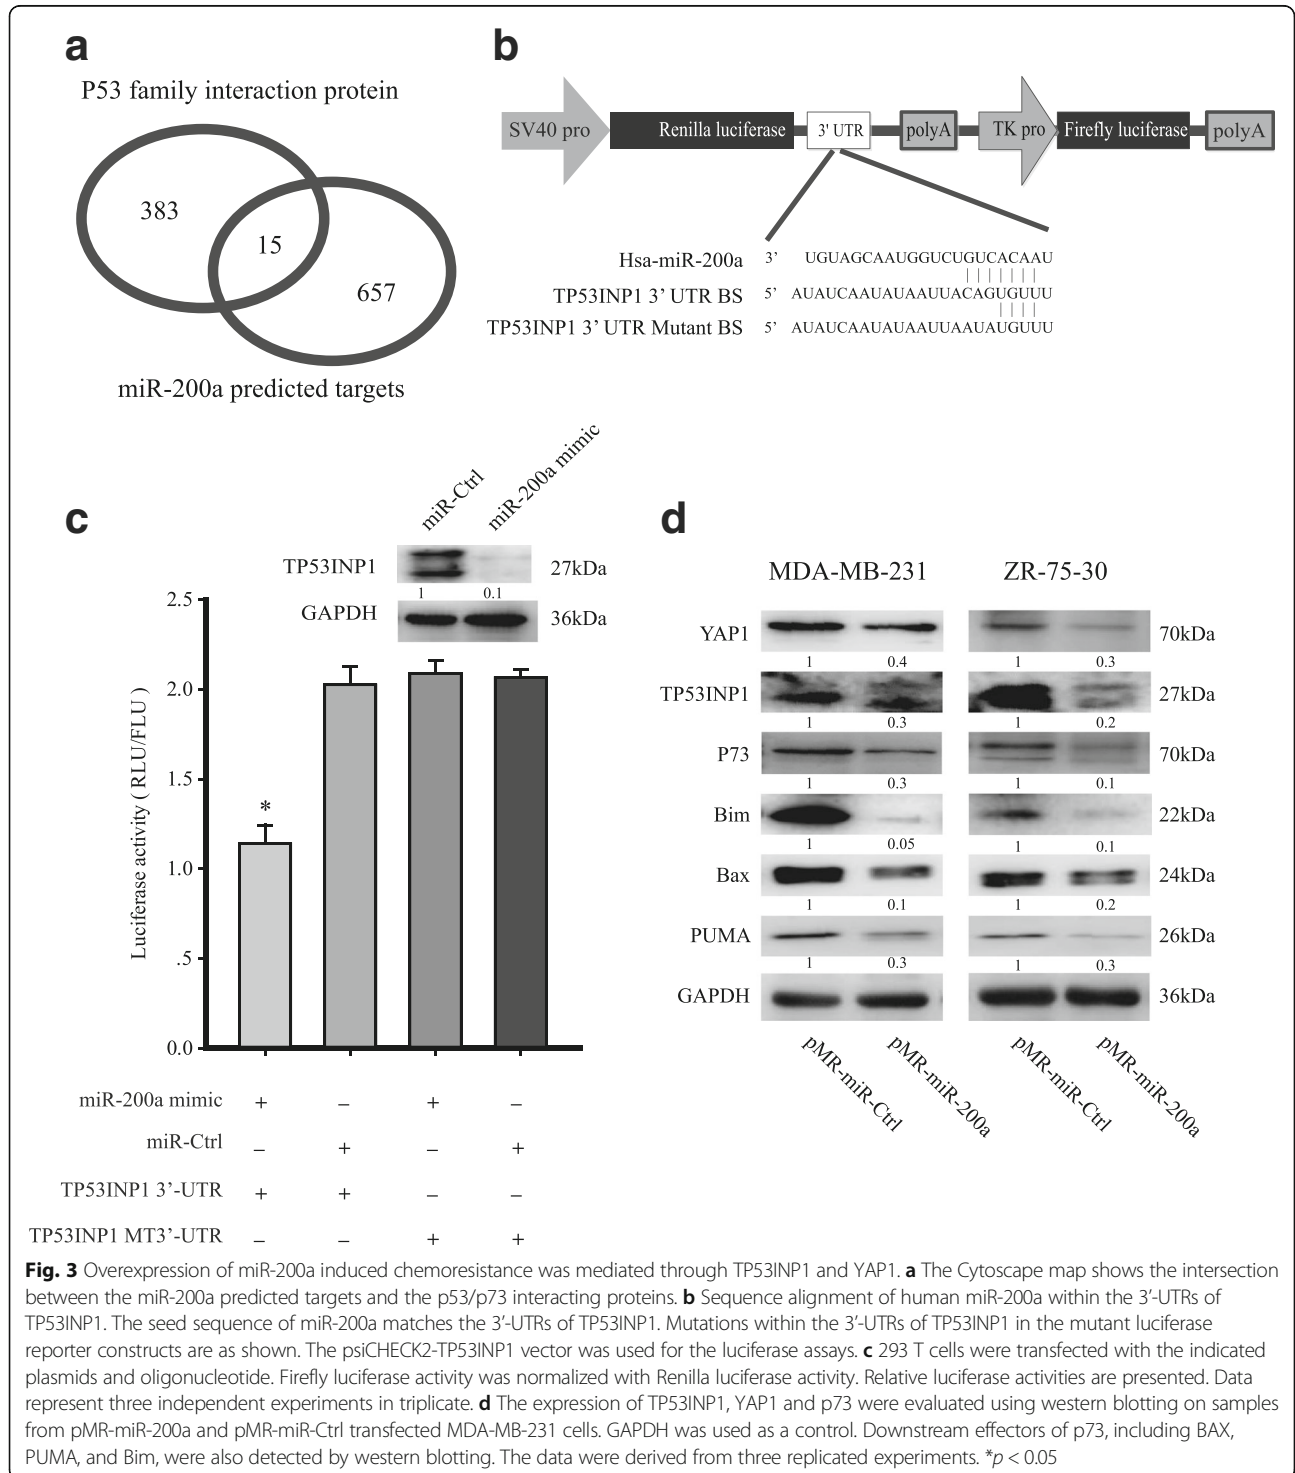 a
P53 family interaction protein
383
15
657
miR-200a predicted targets
b
SV40 pro
Renilla luciferase
3' UTR
polyA
TK pro
Firefly luciferase
polyA
Hsa-miR-200a 3’ UGUAGCAAUGGUCUGUCACAAU
TP53INP1 3’ UTR BS 5’ AUAUCAAUAUAAUUACAGUGUUU
TP53INP1 3’ UTR Mutant BS 5’ AUAUCAAUAUAAUUAAUAUGUUU
c
miR-Ctrl
miR-200a mimic
TP53INP1 27kDa
1 0.1
GAPDH 36kDa
Luciferase activity ( RLU/FLU )
2.5
2.0
1.5
1.0
.5
0.0
*
miR-200a mimic + – + –
miR-Ctrl – + – +
TP53INP1 3’-UTR + + – –
TP53INP1 MT3’-UTR – – + +
d
MDA-MB-231 ZR-75-30
YAP1 70kDa
1 0.4 1 0.3
TP53INP1 27kDa
1 0.3 1 0.2
P73 70kDa
1 0.3 1 0.1
Bim 22kDa
1 0.05 1 0.1
Bax 24kDa
1 0.1 1 0.2
PUMA 26kDa
1 0.3 1 0.3
GAPDH 36kDa
pMR-miR-Ctrl
pMR-miR-200a
pMR-miR-Ctrl
pMR-miR-200a
Fig. 3 Overexpression of miR-200a induced chemoresistance was mediated through TP53INP1 and YAP1. a The Cytoscape map shows the intersection
between the miR-200a predicted targets and the p53/p73 interacting proteins. b Sequence alignment of human miR-200a within the 3’-UTRs of
TP53INP1. The seed sequence of miR-200a matches the 3’-UTRs of TP53INP1. Mutations within the 3’-UTRs of TP53INP1 in the mutant luciferase
reporter constructs are as shown. The psiCHECK2-TP53INP1 vector was used for the luciferase assays. c 293 T cells were transfected with the indicated
plasmids and oligonucleotide. Firefly luciferase activity was normalized with Renilla luciferase activity. Relative luciferase activities are presented. Data
represent three independent experiments in triplicate. d The expression of TP53INP1, YAP1 and p73 were evaluated using western blotting on samples
from pMR-miR-200a and pMR-miR-Ctrl transfected MDA-MB-231 cells. GAPDH was used as a control. Downstream effectors of p73, including BAX,
PUMA, and Bim, were also detected by western blotting. The data were derived from three replicated experiments. *p < 0.05